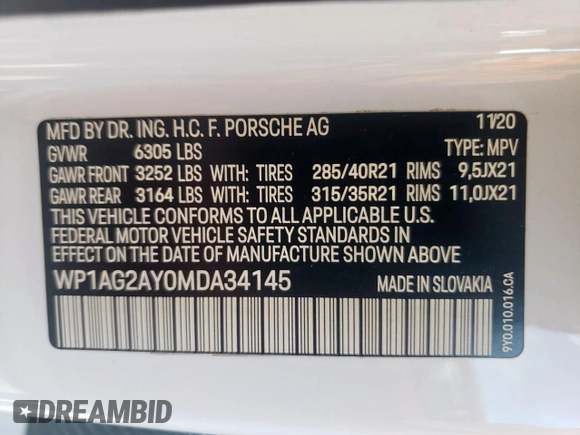 MFD BY DR. ING. H.C. F. PORSCHE AG 11/20
GVWR 6305 LBS TYPE: MPV
GAWR FRONT 3252 LBS WITH: TIRES 285/40R21 RIMS 9,5JX21
GAWR REAR 3164 LBS WITH: TIRES 315/35R21 RIMS 11,0JX21
THIS VEHICLE CONFORMS TO ALL APPLICABLE U.S.
FEDERAL MOTOR VEHICLE SAFETY STANDARDS IN
EFFECT ON THE DATE OF MANUFACTURE SHOWN ABOVE
WP1AG2AY0MDA34145 MADE IN SLOVAKIA
9Y0.010.016.CA
DREAMBID